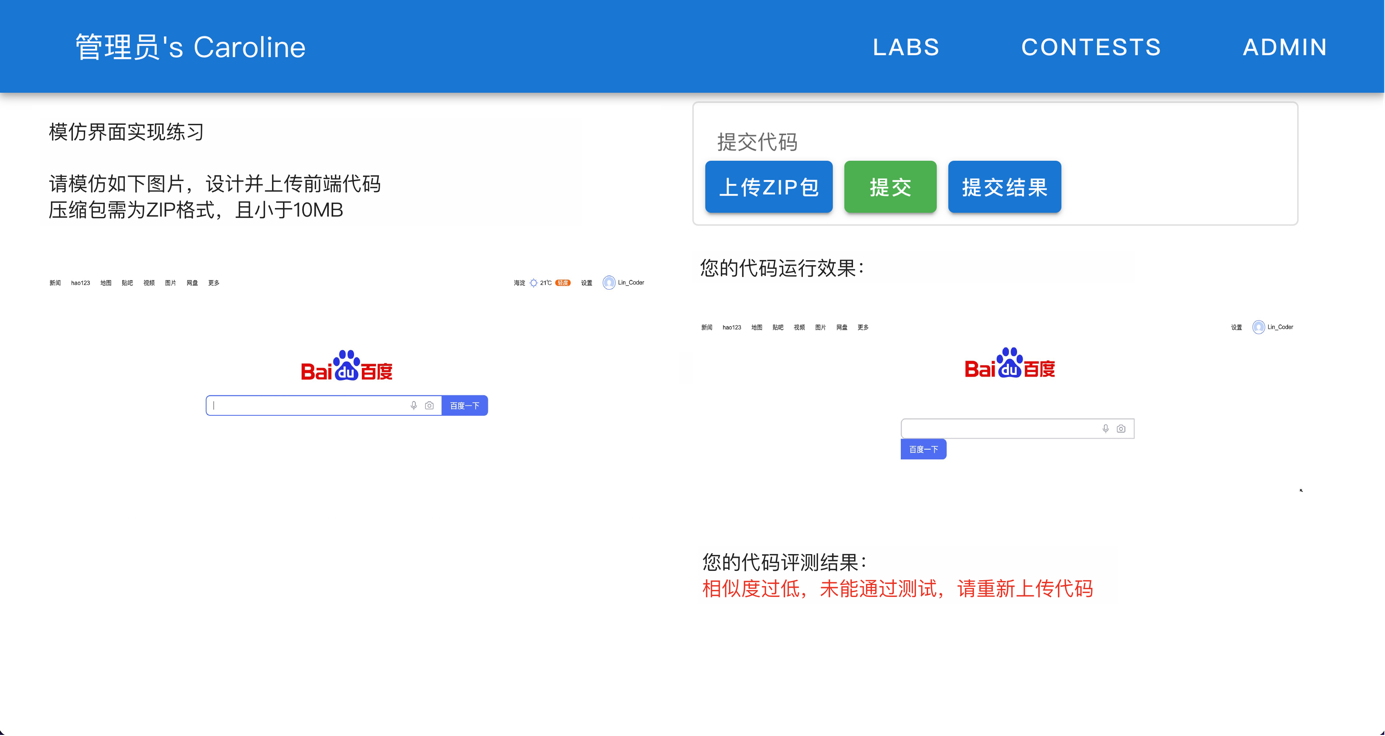 管理员's Caroline
LABS
CONTESTS
ADMIN
模仿界面实现练习
请模仿如下图片，设计并上传前端代码
压缩包需为ZIP格式，且小于10MB
新闻 hao123 地图 贴吧 视频 图片 网盘 更多
海淀 21℃ 轻度 设置 Lin_Coder
Bai du 百度
百度一下
提交代码
上传ZIP包
提交
提交结果
您的代码运行效果：
新闻 hao123 地图 贴吧 视频 图片 网盘 更多
设置 Lin_Coder
Bai du 百度
百度一下
您的代码评测结果：
相似度过低，未能通过测试，请重新上传代码